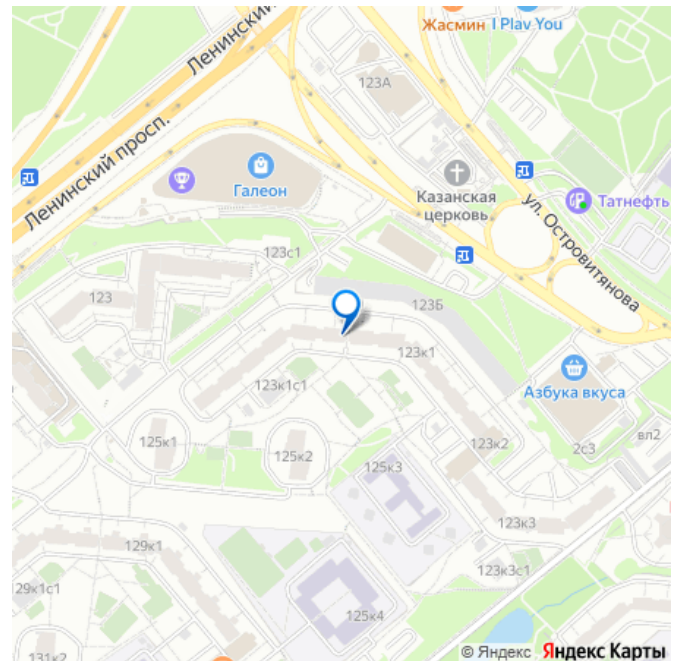 Ленинский
Жасмин
I Play You
123А
Ленинский просп.
Галеон
Казанская
церковь
Татнефть
ул. Островитянова
123с1
123
123Б
123к1
123к1с1
Азбука вкуса
125к1
125к2
125к3
123к2
2с3
вл2
123к3
129к1
123к3с1
29к1с1
125к4
131к2
© Яндекс Яндекс Карты